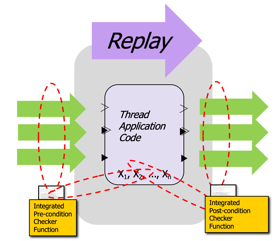 Replay
Thread
Application
Code
X₁, X₂, ..., Xₙ
Integrated
Pre-condition
Checker
Function
Integrated
Post-condition
Checker
Function